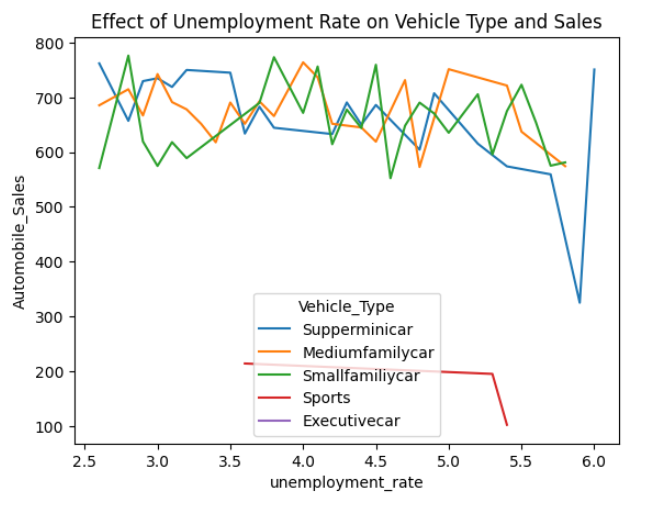 Effect of Unemployment Rate on Vehicle Type and Sales
Automobile_Sales
800
700
600
500
400
300
200
100
Vehicle_Type
Supperminicar
Mediumfamilycar
Smallfamiliycar
Sports
Executivecar
2.5 3.0 3.5 4.0 4.5 5.0 5.5 6.0
unemployment_rate